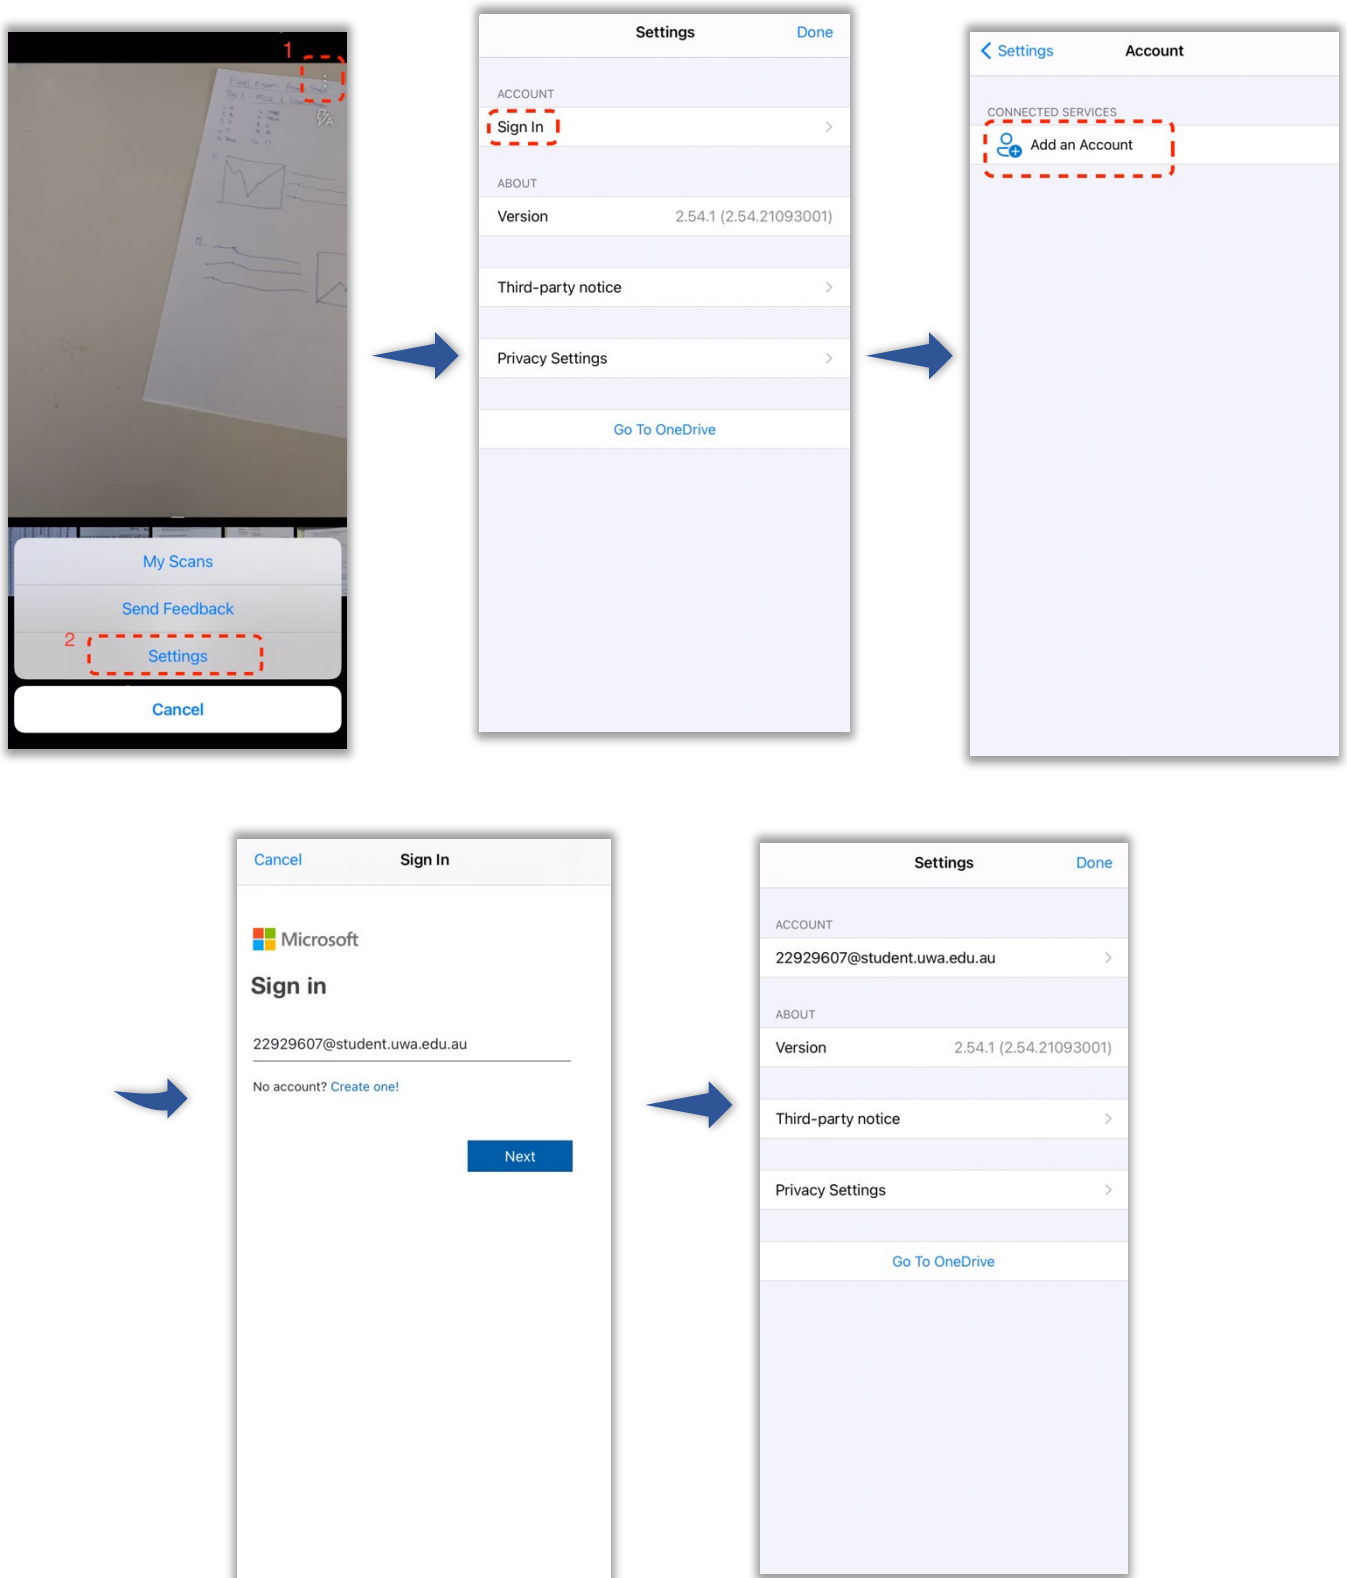 1
My Scans
Send Feedback
2
Settings
Cancel
Settings Done
ACCOUNT
Sign In
ABOUT
Version 2.54.1 (2.54.21093001)
Third-party notice
Privacy Settings
Go To OneDrive
Settings Account
CONNECTED SERVICES
Add an Account
Cancel Sign In
Microsoft
Sign in
22929607@student.uwa.edu.au
No account? Create one!
Next
Settings Done
ACCOUNT
22929607@student.uwa.edu.au
ABOUT
Version 2.54.1 (2.54.21093001)
Third-party notice
Privacy Settings
Go To OneDrive